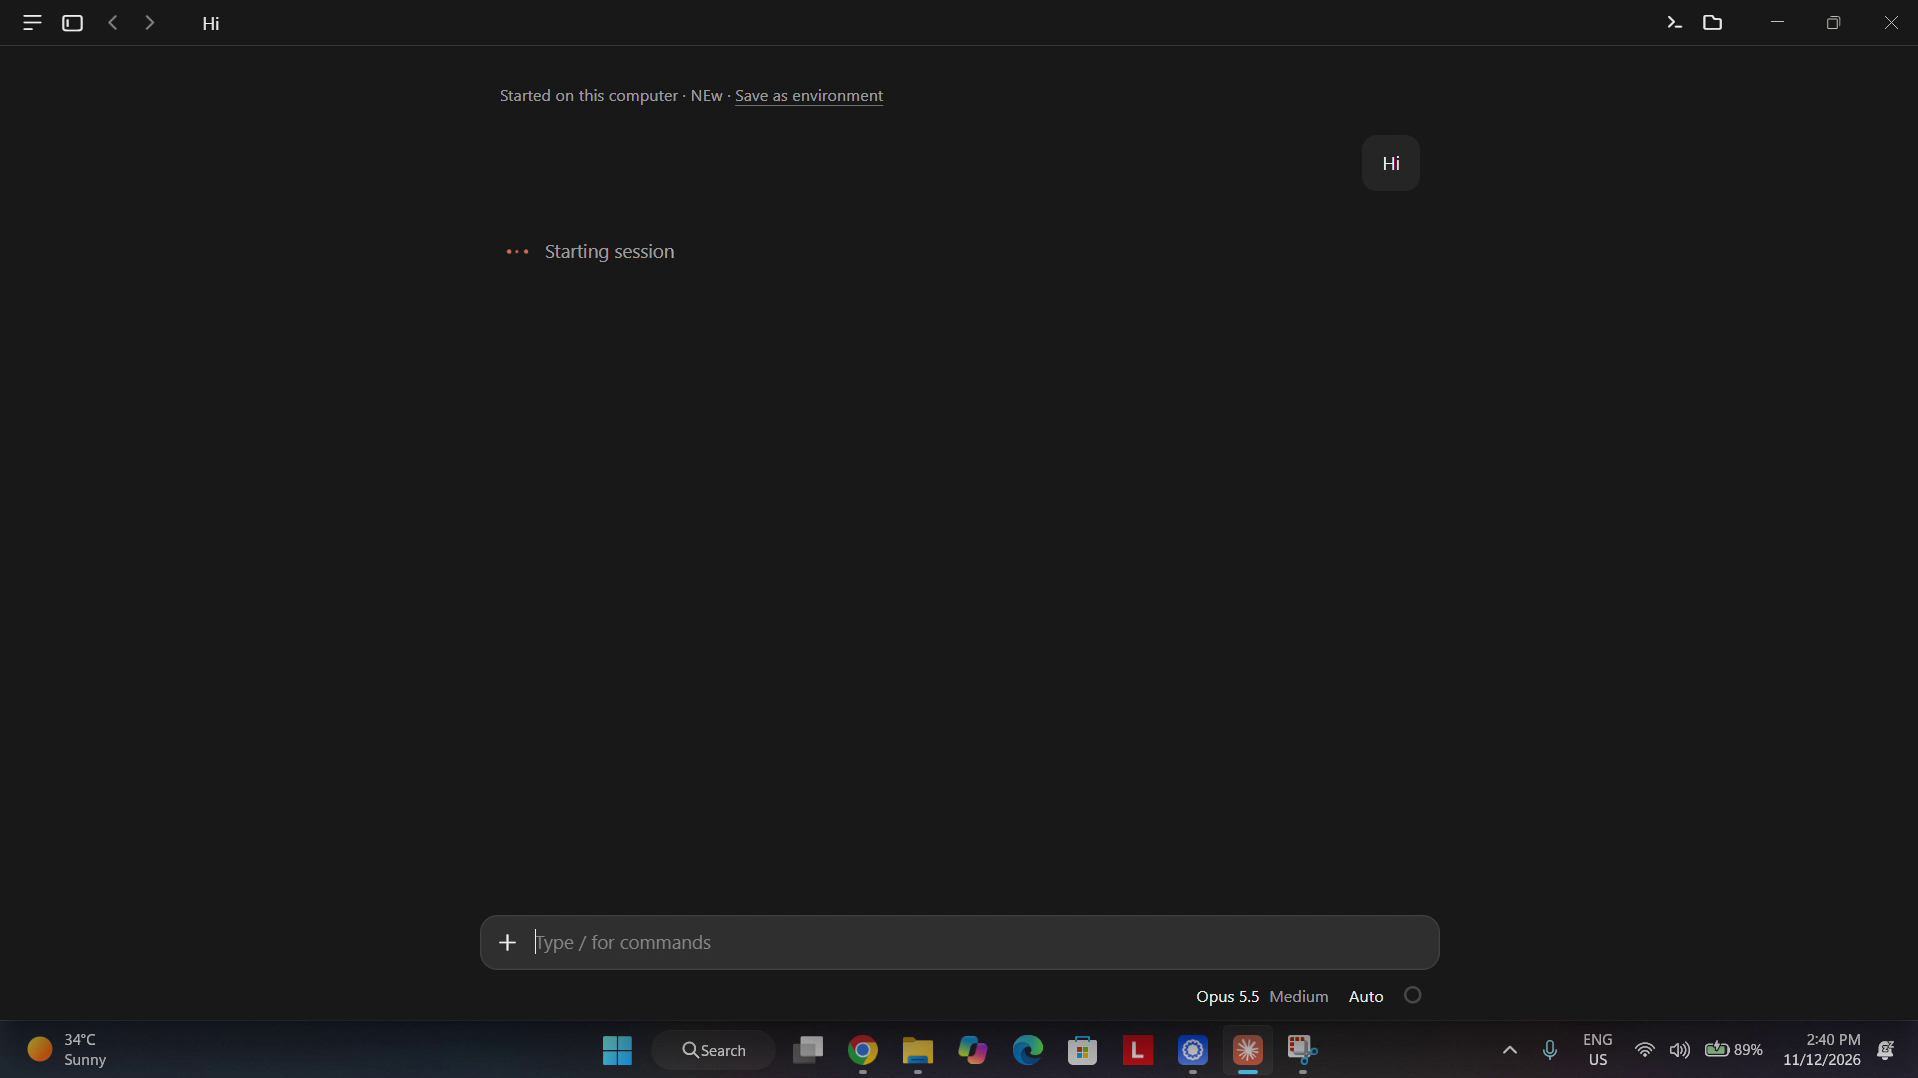 Hi
Started on this computer · NEw · Save as environment
Hi
Starting session
Type / for commands
Opus 5.5 Medium Auto
34°C
Sunny
Search
L
ENG
US
89%
2:40 PM
11/12/2026